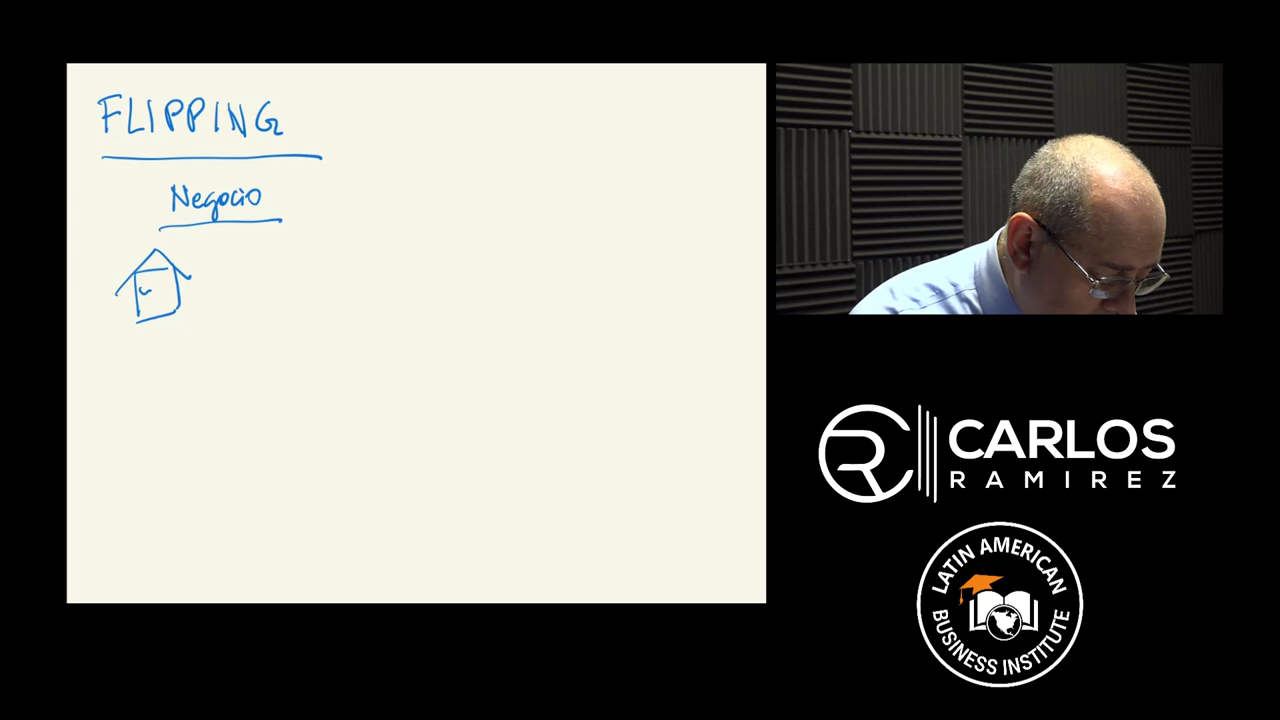 FLIPPING
Negocio
CARLOS
RAMIREZ
LATIN AMERICAN
BUSINESS INSTITUTE